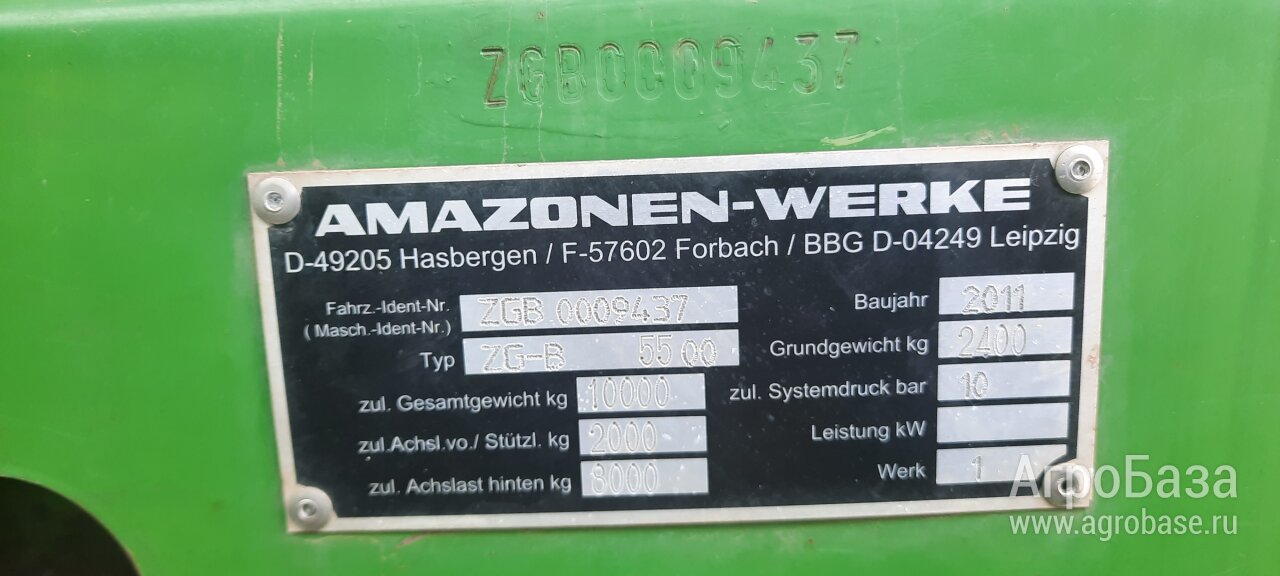 ZGB0009437
AMAZONEN-WERKE
D-49205 Hasbergen / F-57602 Forbach / BBG D-04249 Leipzig
Fahrz.-Ident-Nr. ZGB 0009437 Baujahr 2011
( Masch.-Ident-Nr.)
Typ ZG-B 5500 Grundgewicht kg 2400
zul. Gesamtgewicht kg 10000 zul. Systemdruck bar 10
zul.Achsl.vo./ Stützl. kg 2000 Leistung kW
zul. Achslast hinten kg 8000 Werk 1
АгроБаза
www.agrobase.ru